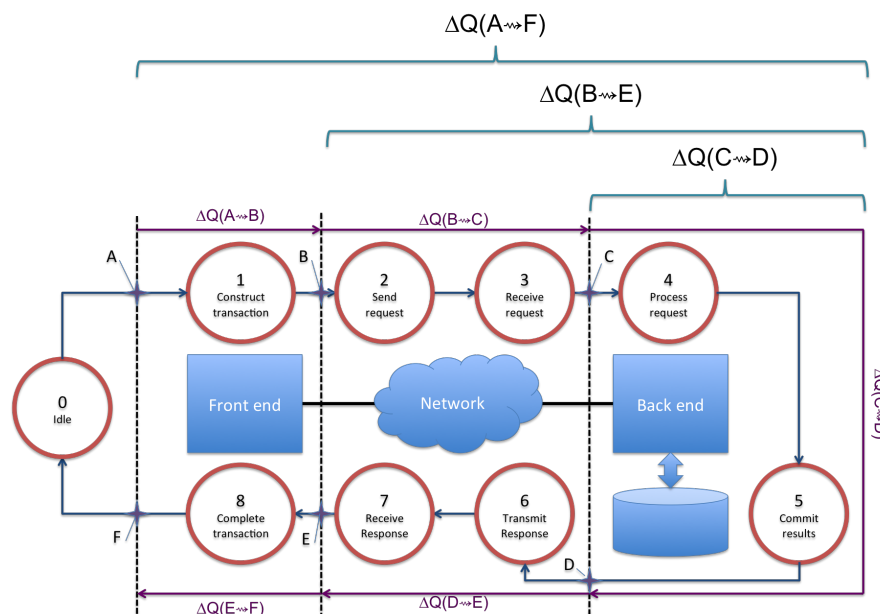 ΔQ(A⇝F)
ΔQ(B⇝E)
ΔQ(C⇝D)
ΔQ(A⇝B)
ΔQ(B⇝C)
A
B
C
1
Construct
transaction
2
Send
request
3
Receive
request
4
Process
request
0
Idle
Front end
Network
Back end
ΔQ(C⇝D)
8
Complete
transaction
7
Receive
Response
6
Transmit
Response
5
Commit
results
F
E
D
ΔQ(E⇝F)
ΔQ(D⇝E)